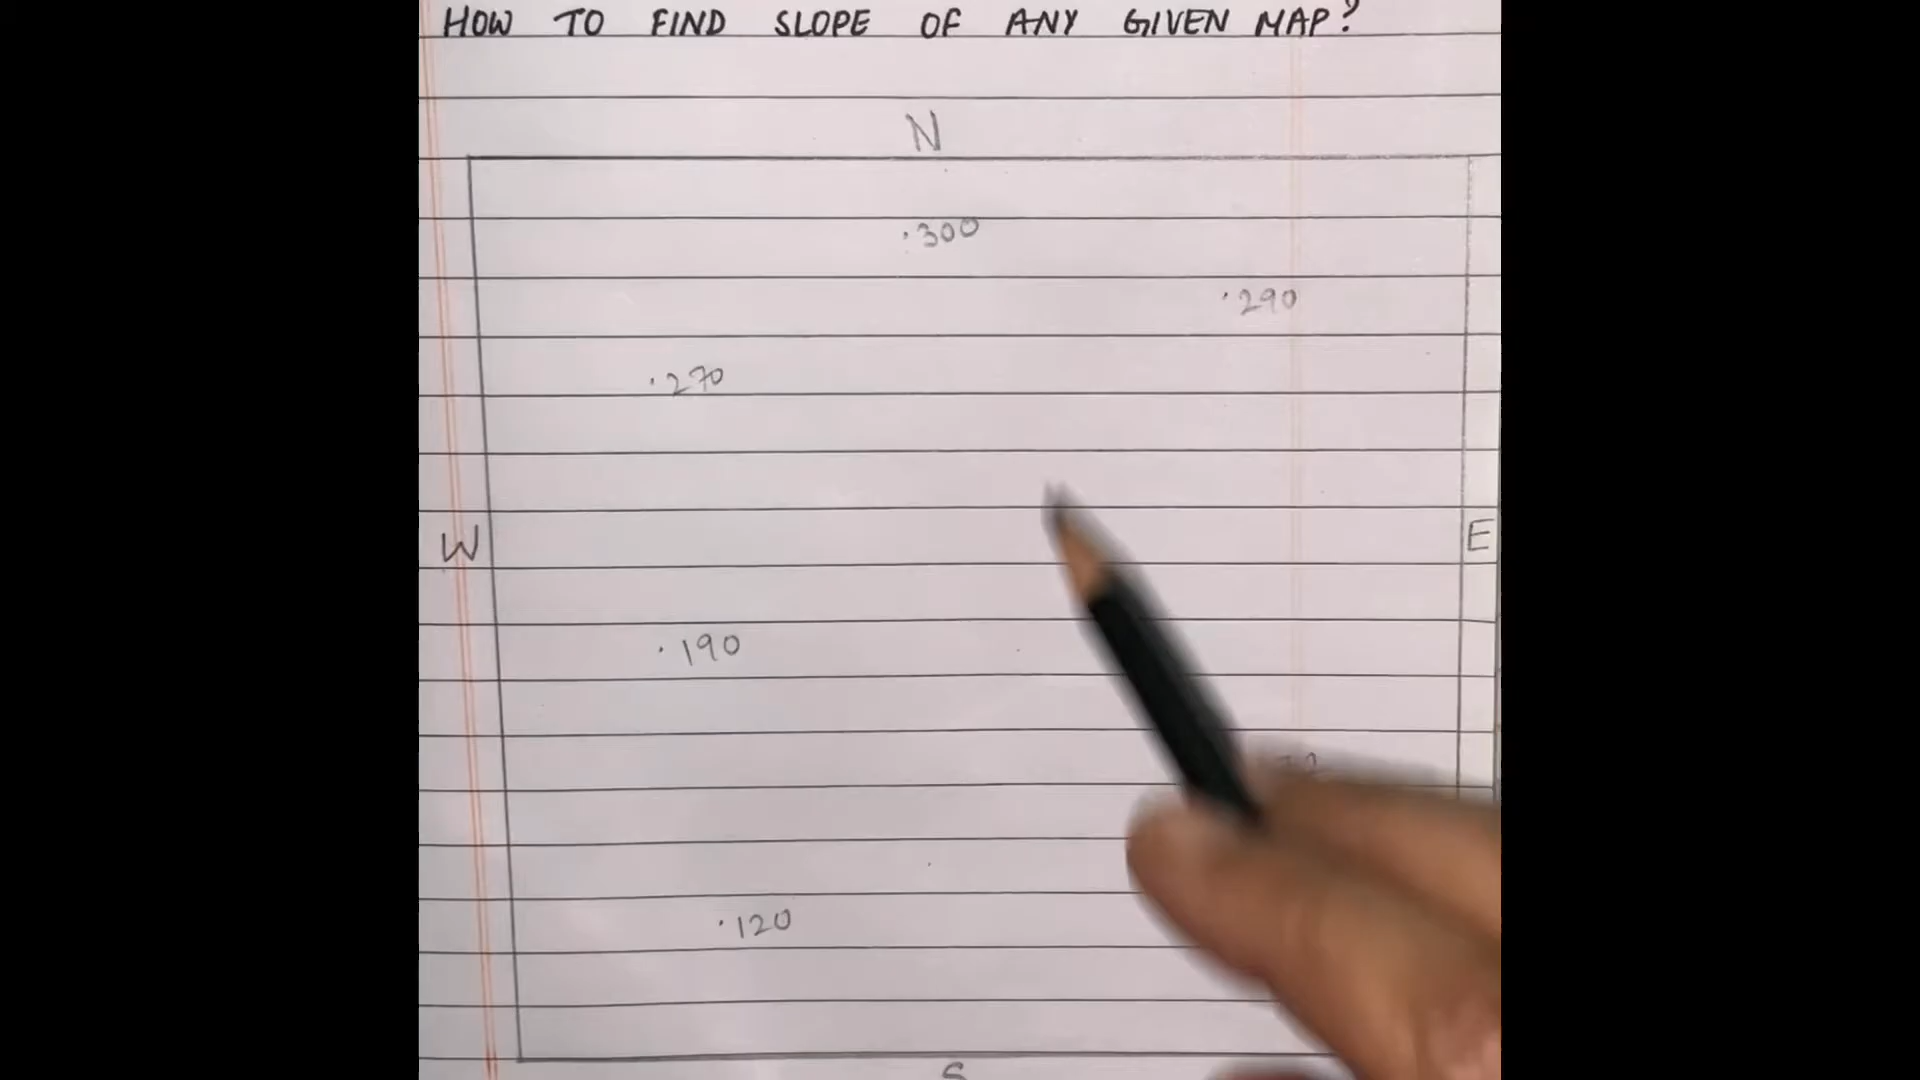 HOW TO FIND SLOPE OF ANY GIVEN MAP?
N
.300
.290
.270
W
E
.190
.120
S